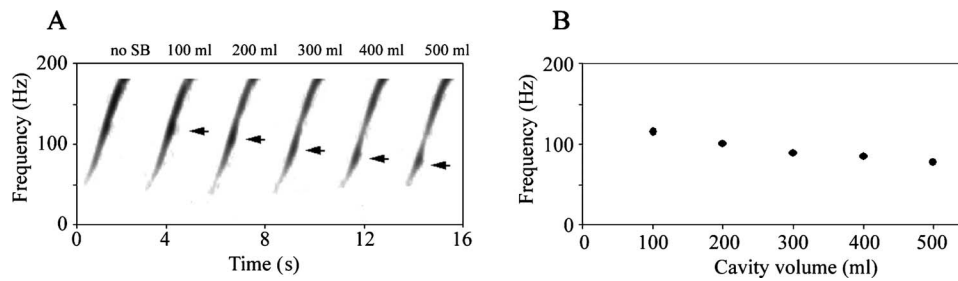 A
no SB 100 ml 200 ml 300 ml 400 ml 500 ml
Frequency (Hz)
200
100
0
0 4 8 12 16
Time (s)
B
Frequency (Hz)
200
100
0
0 100 200 300 400 500
Cavity volume (ml)